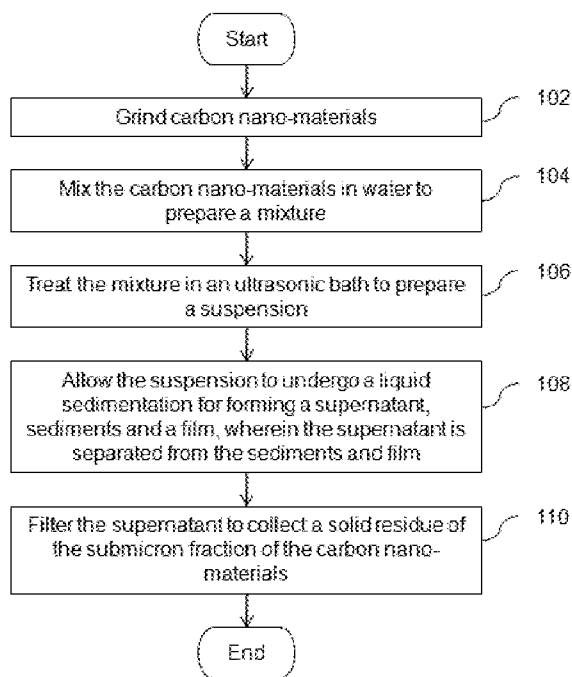 Start
Grind carbon nano-materials
102
Mix the carbon nano-materials in water to
prepare a mixture
104
Treat the mixture in an ultrasonic bath to prepare
a suspension
106
Allow the suspension to undergo a liquid
sedimentation for forming a supernatant,
sediments and a film, wherein the supernatant is
separated from the sediments and film
108
Filter the supernatant to collect a solid residue of
the submicron fraction of the carbon nano-
materials
110
End